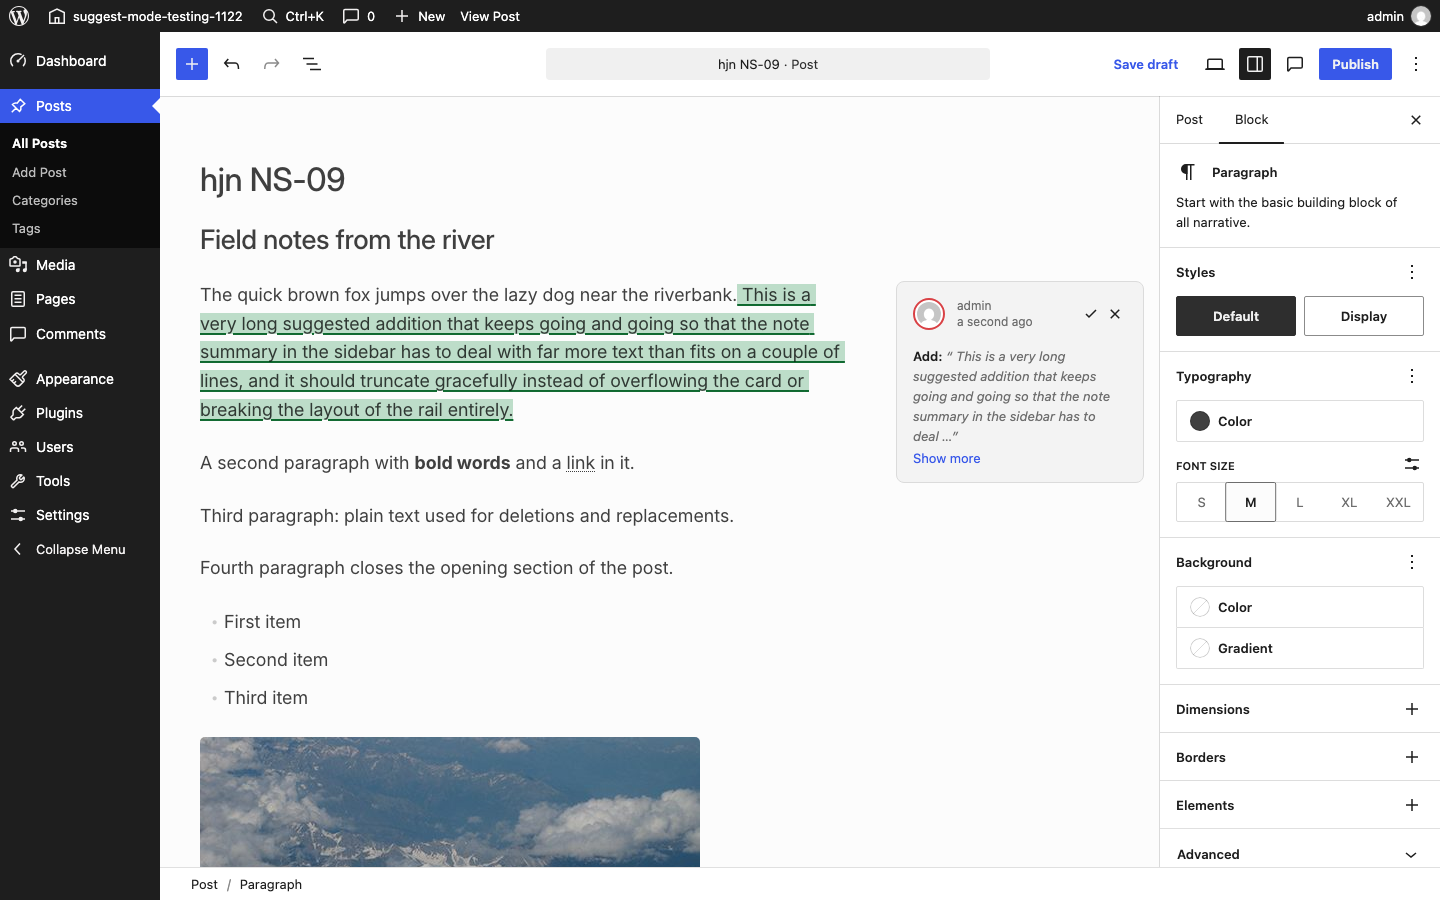 suggest-mode-testing-1122
Ctrl+K
0
New
View Post
admin
Dashboard
Posts
All Posts
Add Post
Categories
Tags
Media
Pages
Comments
Appearance
Plugins
Users
Tools
Settings
Collapse Menu
hjn NS-09 · Post
Save draft
Publish
hjn NS-09
Field notes from the river
The quick brown fox jumps over the lazy dog near the riverbank. This is a
very long suggested addition that keeps going and going so that the note
summary in the sidebar has to deal with far more text than fits on a couple of
lines, and it should truncate gracefully instead of overflowing the card or
breaking the layout of the rail entirely.
A second paragraph with bold words and a link in it.
Third paragraph: plain text used for deletions and replacements.
Fourth paragraph closes the opening section of the post.
• First item
• Second item
• Third item
admin
a second ago
Add: “ This is a very long
suggested addition that keeps
going and going so that the note
summary in the sidebar has to
deal …”
Show more
Post
Block
Paragraph
Start with the basic building block of
all narrative.
Styles
Default
Display
Typography
Color
FONT SIZE
S
M
L
XL
XXL
Background
Color
Gradient
Dimensions
Borders
Elements
Advanced
Post / Paragraph